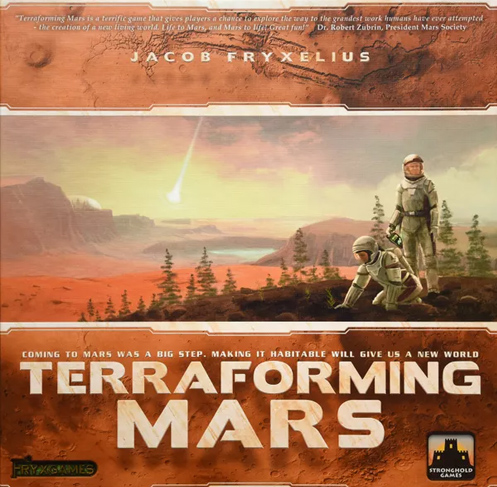 "Terraforming Mars is a terrific game that gives players a chance to explore the way to the grandest work humans have ever attempted
- the creation of a new living world. Life to Mars, and Mars to life! Great fun!" Dr. Robert Zubrin, President Mars Society
JACOB FRYXELIUS
COMING TO MARS WAS A BIG STEP. MAKING IT HABITABLE WILL GIVE US A NEW WORLD
TERRAFORMING
MARS
FRYXGAMES
STRONGHOLD
GAMES